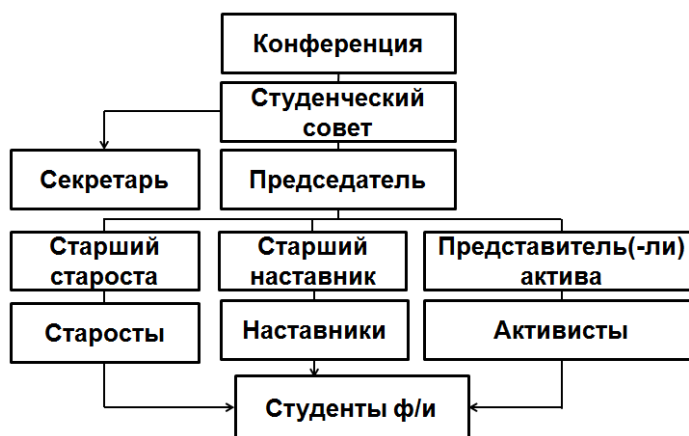 Конференция
Студенческий
совет
Секретарь
Председатель
Старший
староста
Старший
наставник
Представитель(-ли)
актива
Старосты
Наставники
Активисты
Студенты ф/и